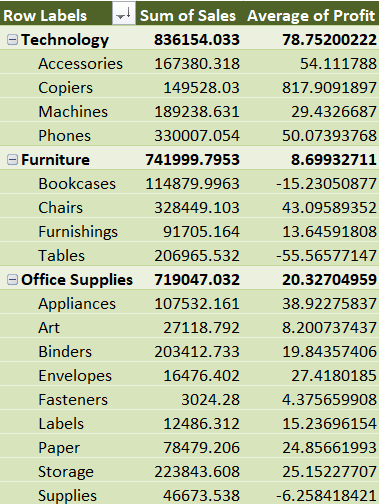 Row Labels Sum of Sales Average of Profit
Technology 836154.033 78.75200222
Accessories 167380.318 54.111788
Copiers 149528.03 817.9091897
Machines 189238.631 29.4326687
Phones 330007.054 50.07393768
Furniture 741999.7953 8.69932711
Bookcases 114879.9963 -15.23050877
Chairs 328449.103 43.09589352
Furnishings 91705.164 13.64591808
Tables 206965.532 -55.56577147
Office Supplies 719047.032 20.32704959
Appliances 107532.161 38.92275837
Art 27118.792 8.200737437
Binders 203412.733 19.84357406
Envelopes 16476.402 27.4180185
Fasteners 3024.28 4.375659908
Labels 12486.312 15.23696154
Paper 78479.206 24.85661993
Storage 223843.608 25.15227707
Supplies 46673.538 -6.258418421